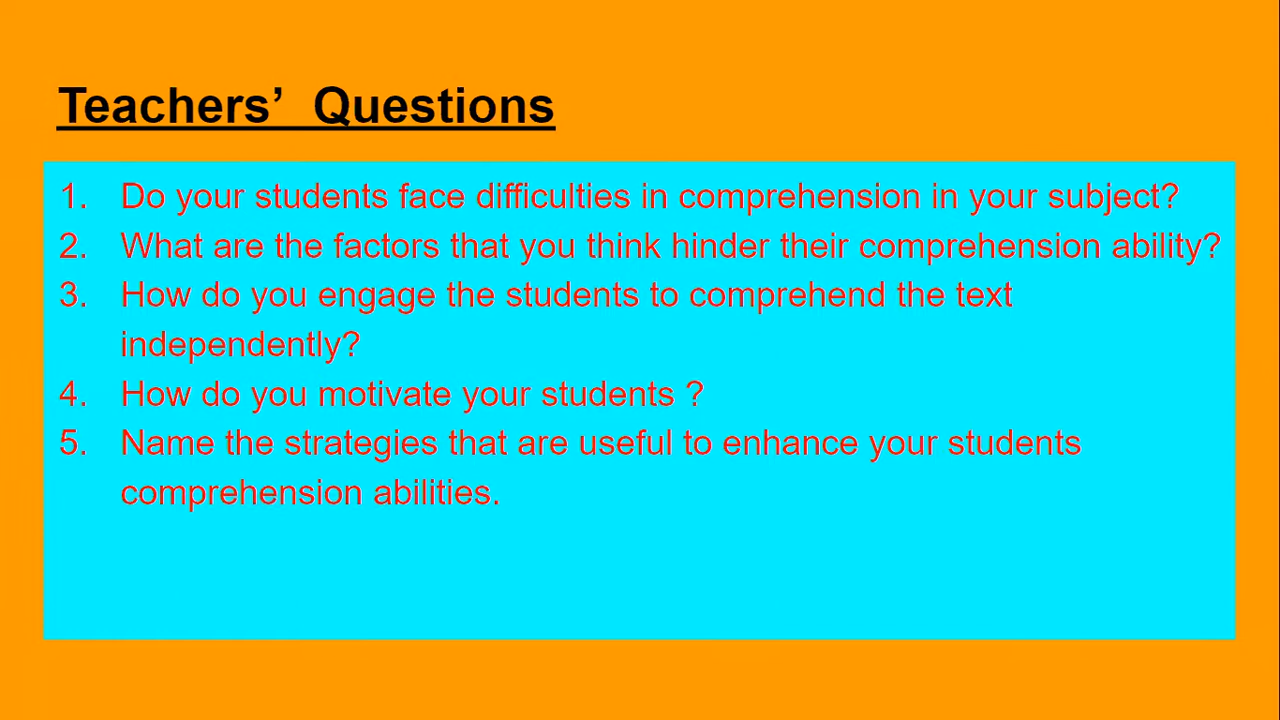 Teachers’ Questions
1. Do your students face difficulties in comprehension in your subject?
2. What are the factors that you think hinder their comprehension ability?
3. How do you engage the students to comprehend the text
independently?
4. How do you motivate your students ?
5. Name the strategies that are useful to enhance your students
comprehension abilities.